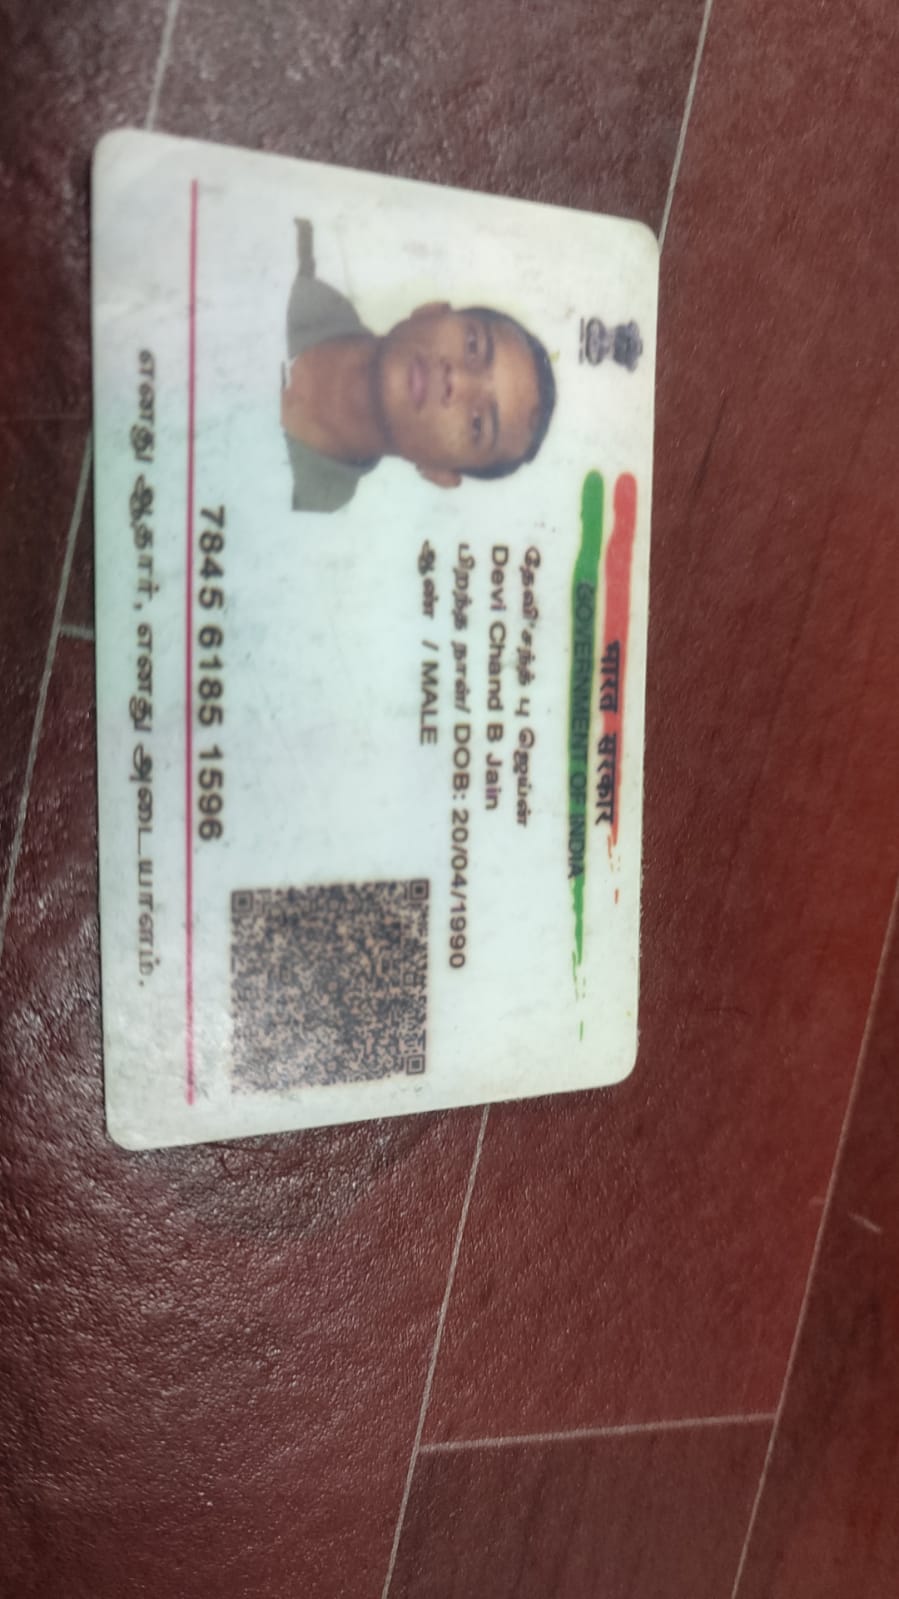 भारत सरकार
GOVERNMENT OF INDIA
தேவி சந்த் பு ஜெய்ன்
Devi Chand B Jain
பிறந்த நாள்/ DOB: 20/04/1990
ஆண் / MALE
7845 6185 1596
எனது ஆதார், எனது அடையாளம்.